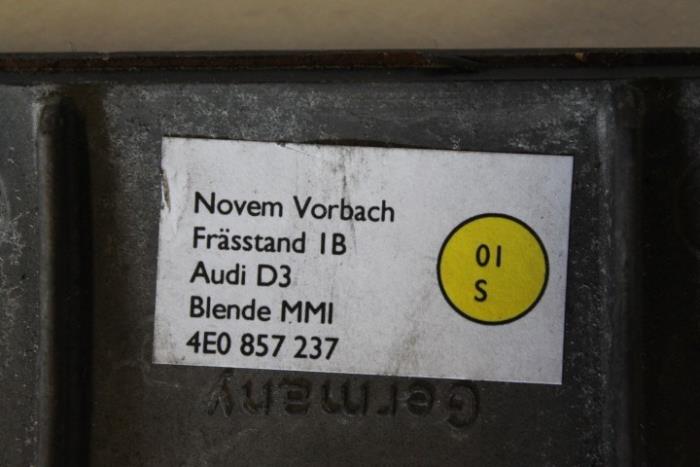 Novem Vorbach
Frässtand 1B
Audi D3
Blende MMI
4E0 857 237
01
S
Germany